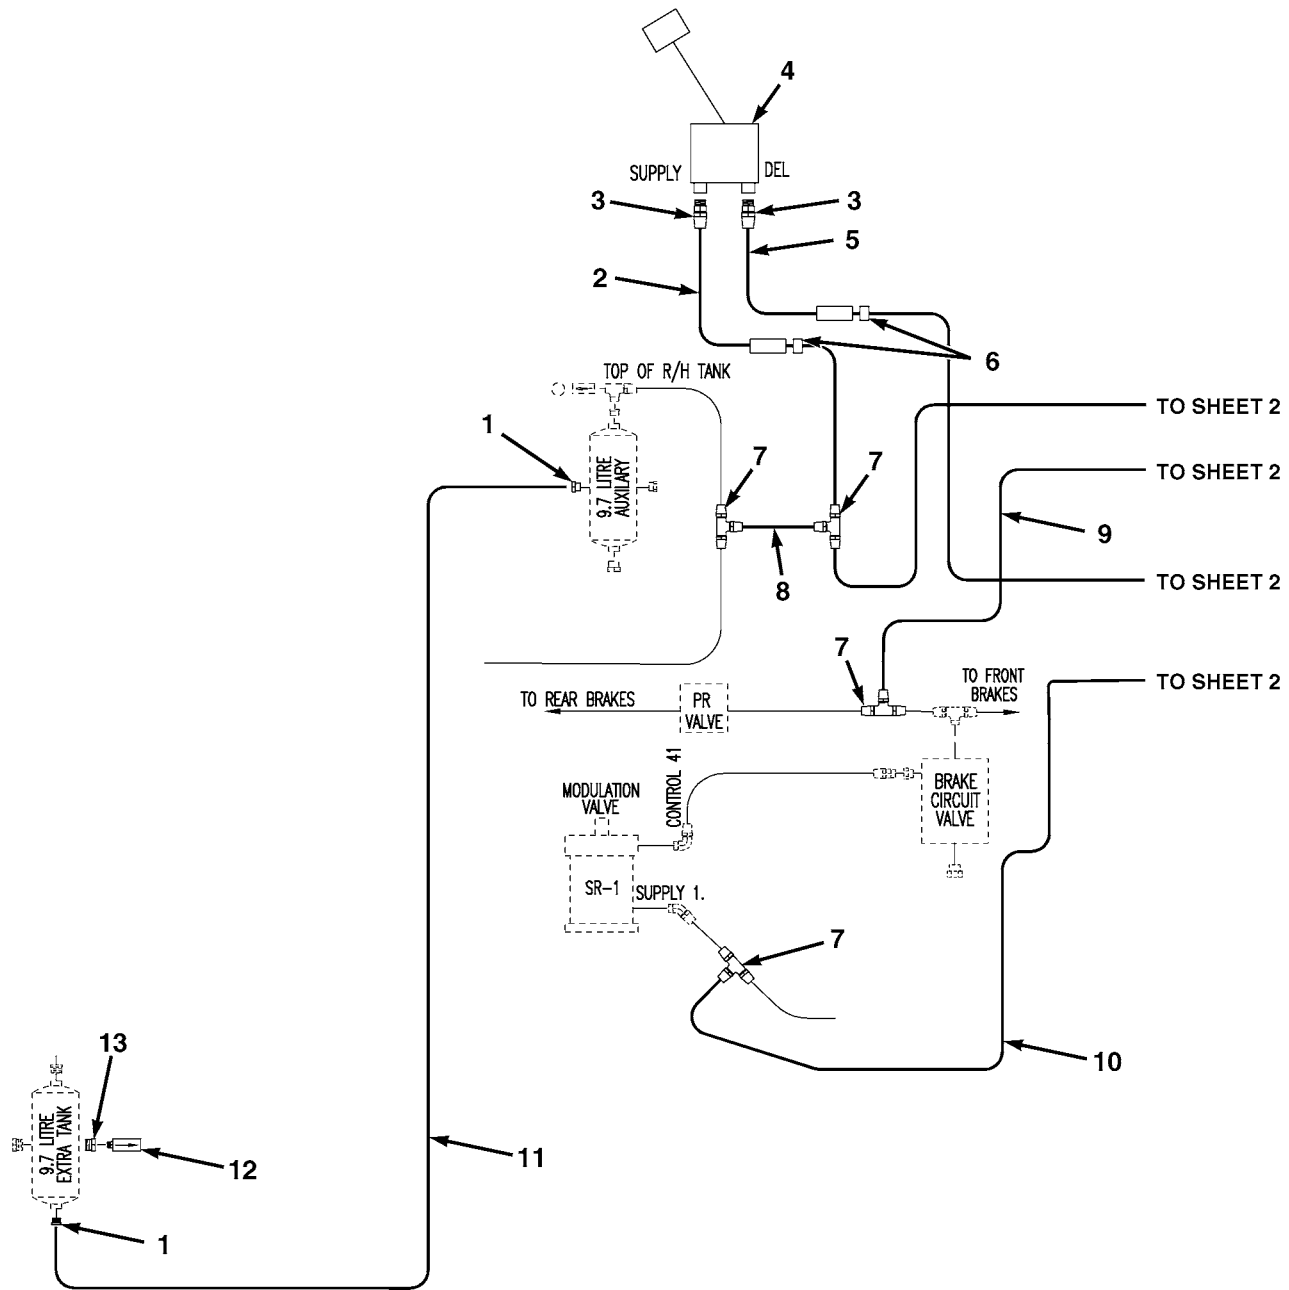 4
SUPPLY
DEL
3
3
5
2
6
TOP OF R/H TANK
TO SHEET 2
1
7
7
TO SHEET 2
9.7 LITRE
AUXILARY
9
8
TO SHEET 2
7
TO FRONT
BRAKES
TO SHEET 2
TO REAR BRAKES
PR
VALVE
CONTROL 41
MODULATION
VALVE
BRAKE
CIRCUIT
VALVE
SR-1
SUPPLY 1.
7
13
10
9.7 LITRE
EXTRA TANK
11
12
1